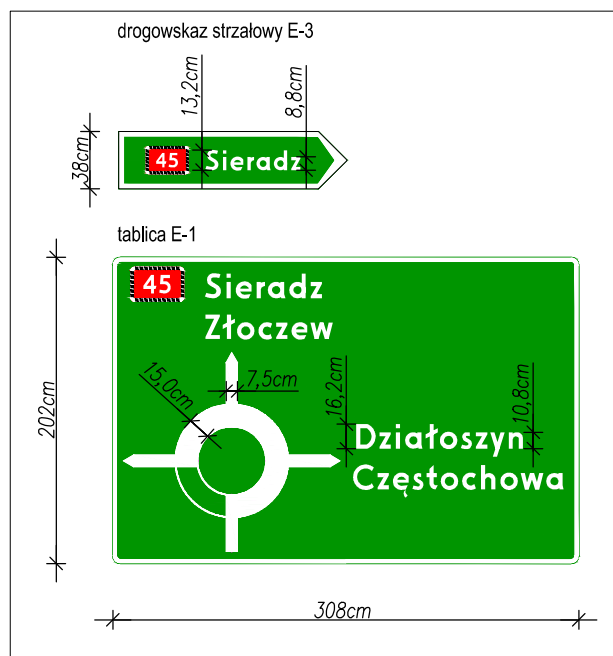 drogowskaz strzałowy E-3
13,2cm
8,8cm
38cm
45 Sieradz
tablica E-1
45 Sieradz
Złoczew
15,0cm
7,5cm
16,2cm
10,8cm
202cm
Działoszyn
Częstochowa
308cm